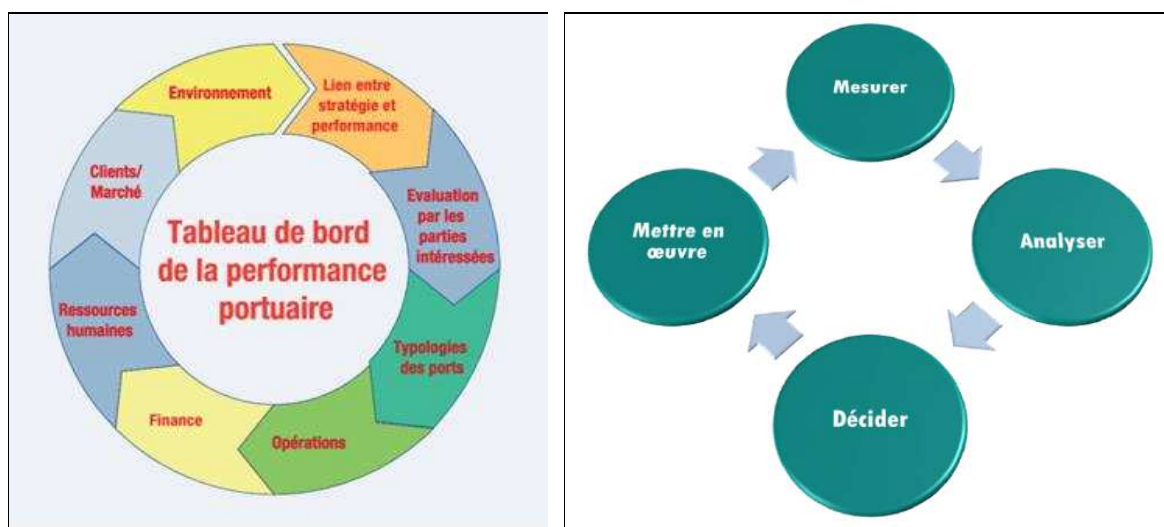 Environnement
Lien entre
stratégie et
performance
Evaluation
par les
parties
intéressées
Typologies
des ports
Opérations
Finance
Ressources
humaines
Clients/
Marché
Tableau de bord
de la performance
portuaire
Mesurer
Analyser
Décider
Mettre en
œuvre